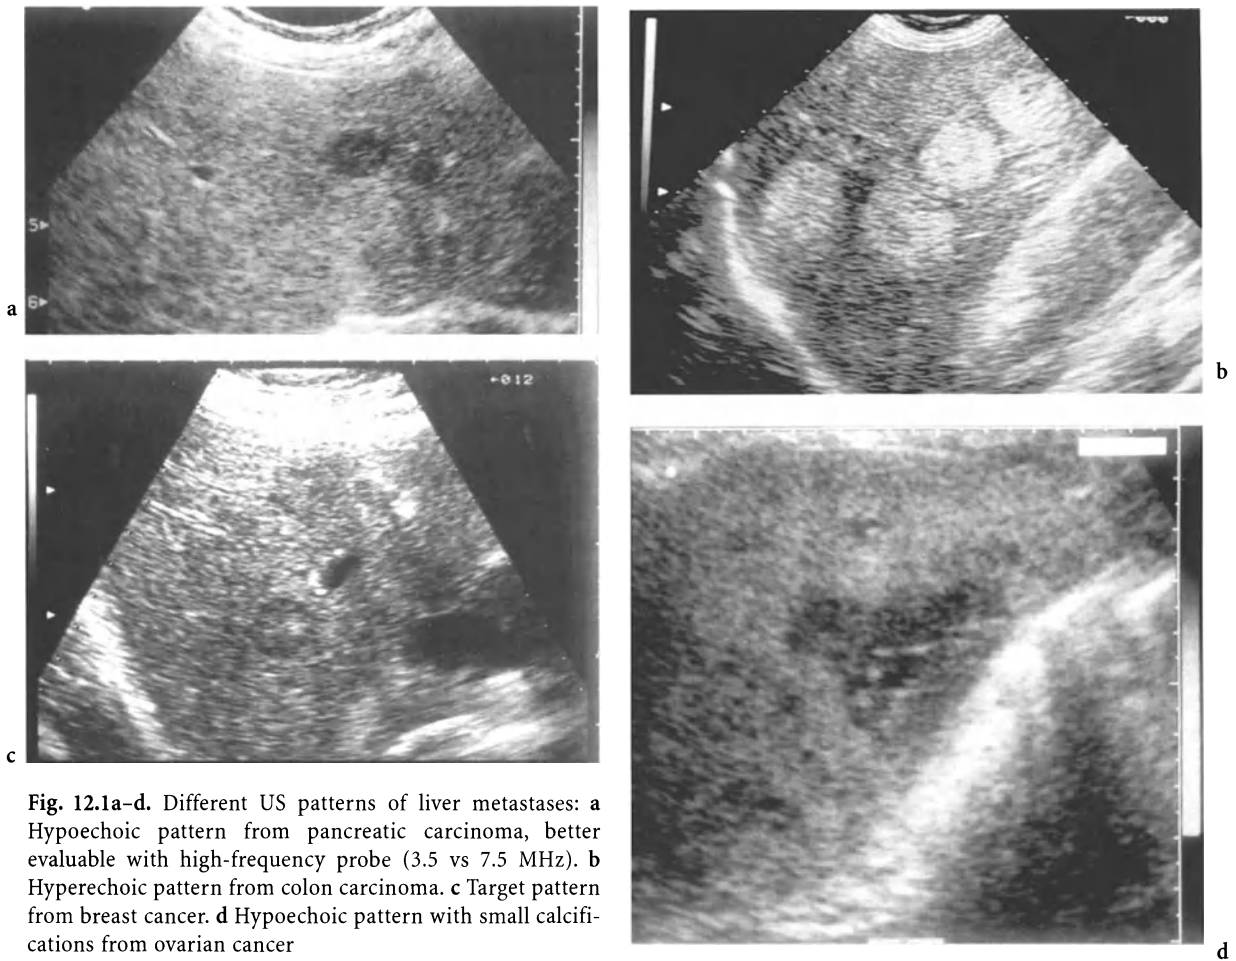 a
5
6
b
-012
c
d
Fig. 12.1a–d. Different US patterns of liver metastases: a
Hypoechoic pattern from pancreatic carcinoma, better
evaluable with high-frequency probe (3.5 vs 7.5 MHz). b
Hyperechoic pattern from colon carcinoma. c Target pattern
from breast cancer. d Hypoechoic pattern with small calcifi-
cations from ovarian cancer